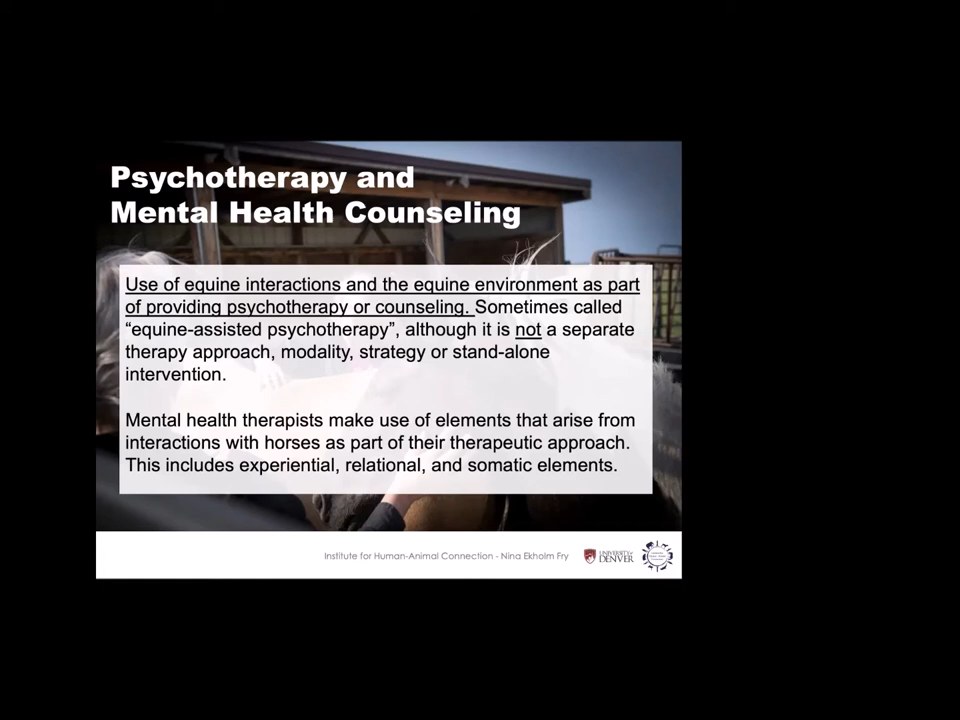 Psychotherapy and
Mental Health Counseling
Use of equine interactions and the equine environment as part
of providing psychotherapy or counseling. Sometimes called
“equine-assisted psychotherapy”, although it is not a separate
therapy approach, modality, strategy or stand-alone
intervention.
Mental health therapists make use of elements that arise from
interactions with horses as part of their therapeutic approach.
This includes experiential, relational, and somatic elements.
Institute for Human-Animal Connection - Nina Ekholm Fry
UNIVERSITY of
DENVER